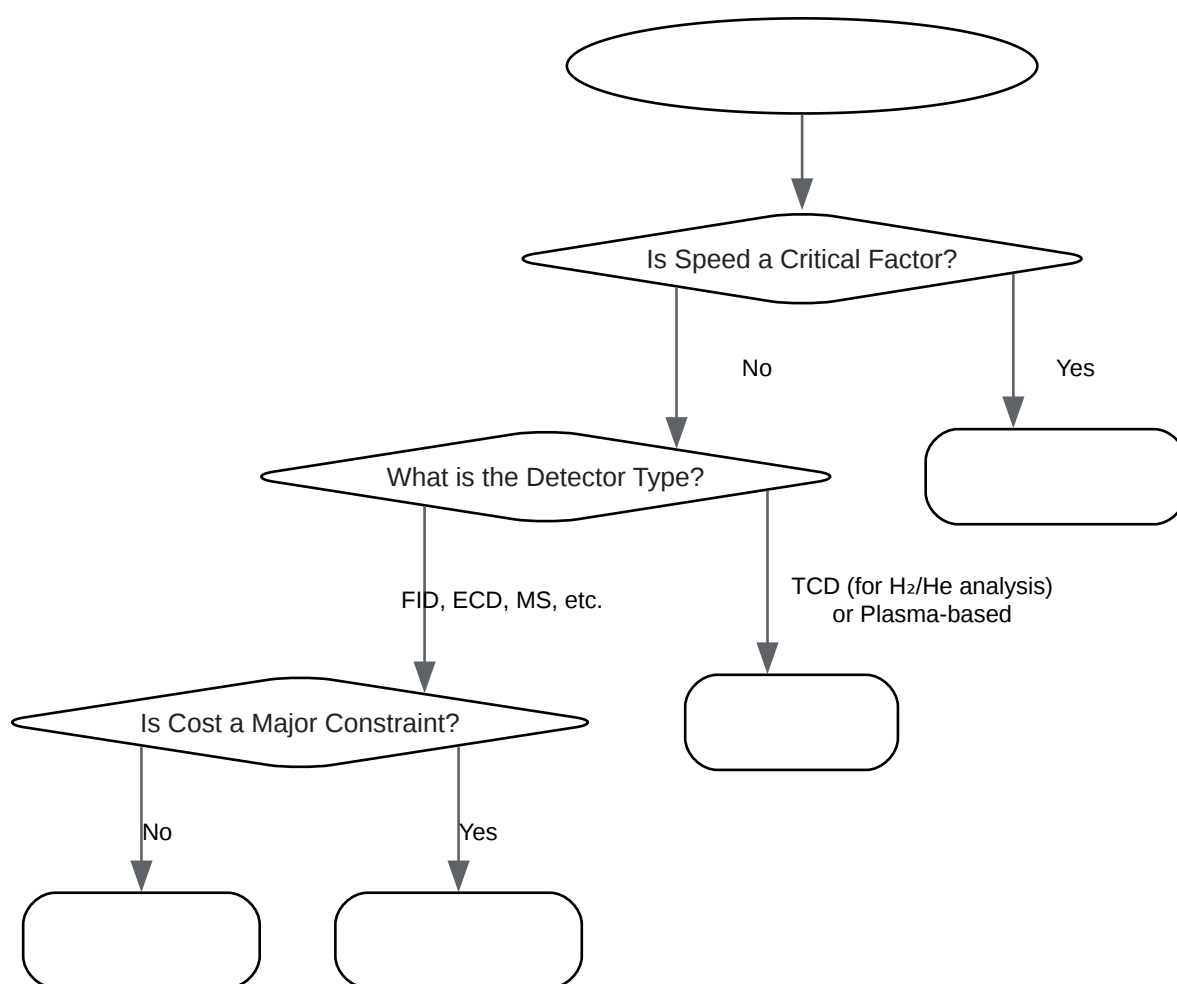 Is Speed a Critical Factor?
No
Yes
What is the Detector Type?
FID, ECD, MS, etc.
TCD (for H₂/He analysis)
or Plasma-based
Is Cost a Major Constraint?
No
Yes